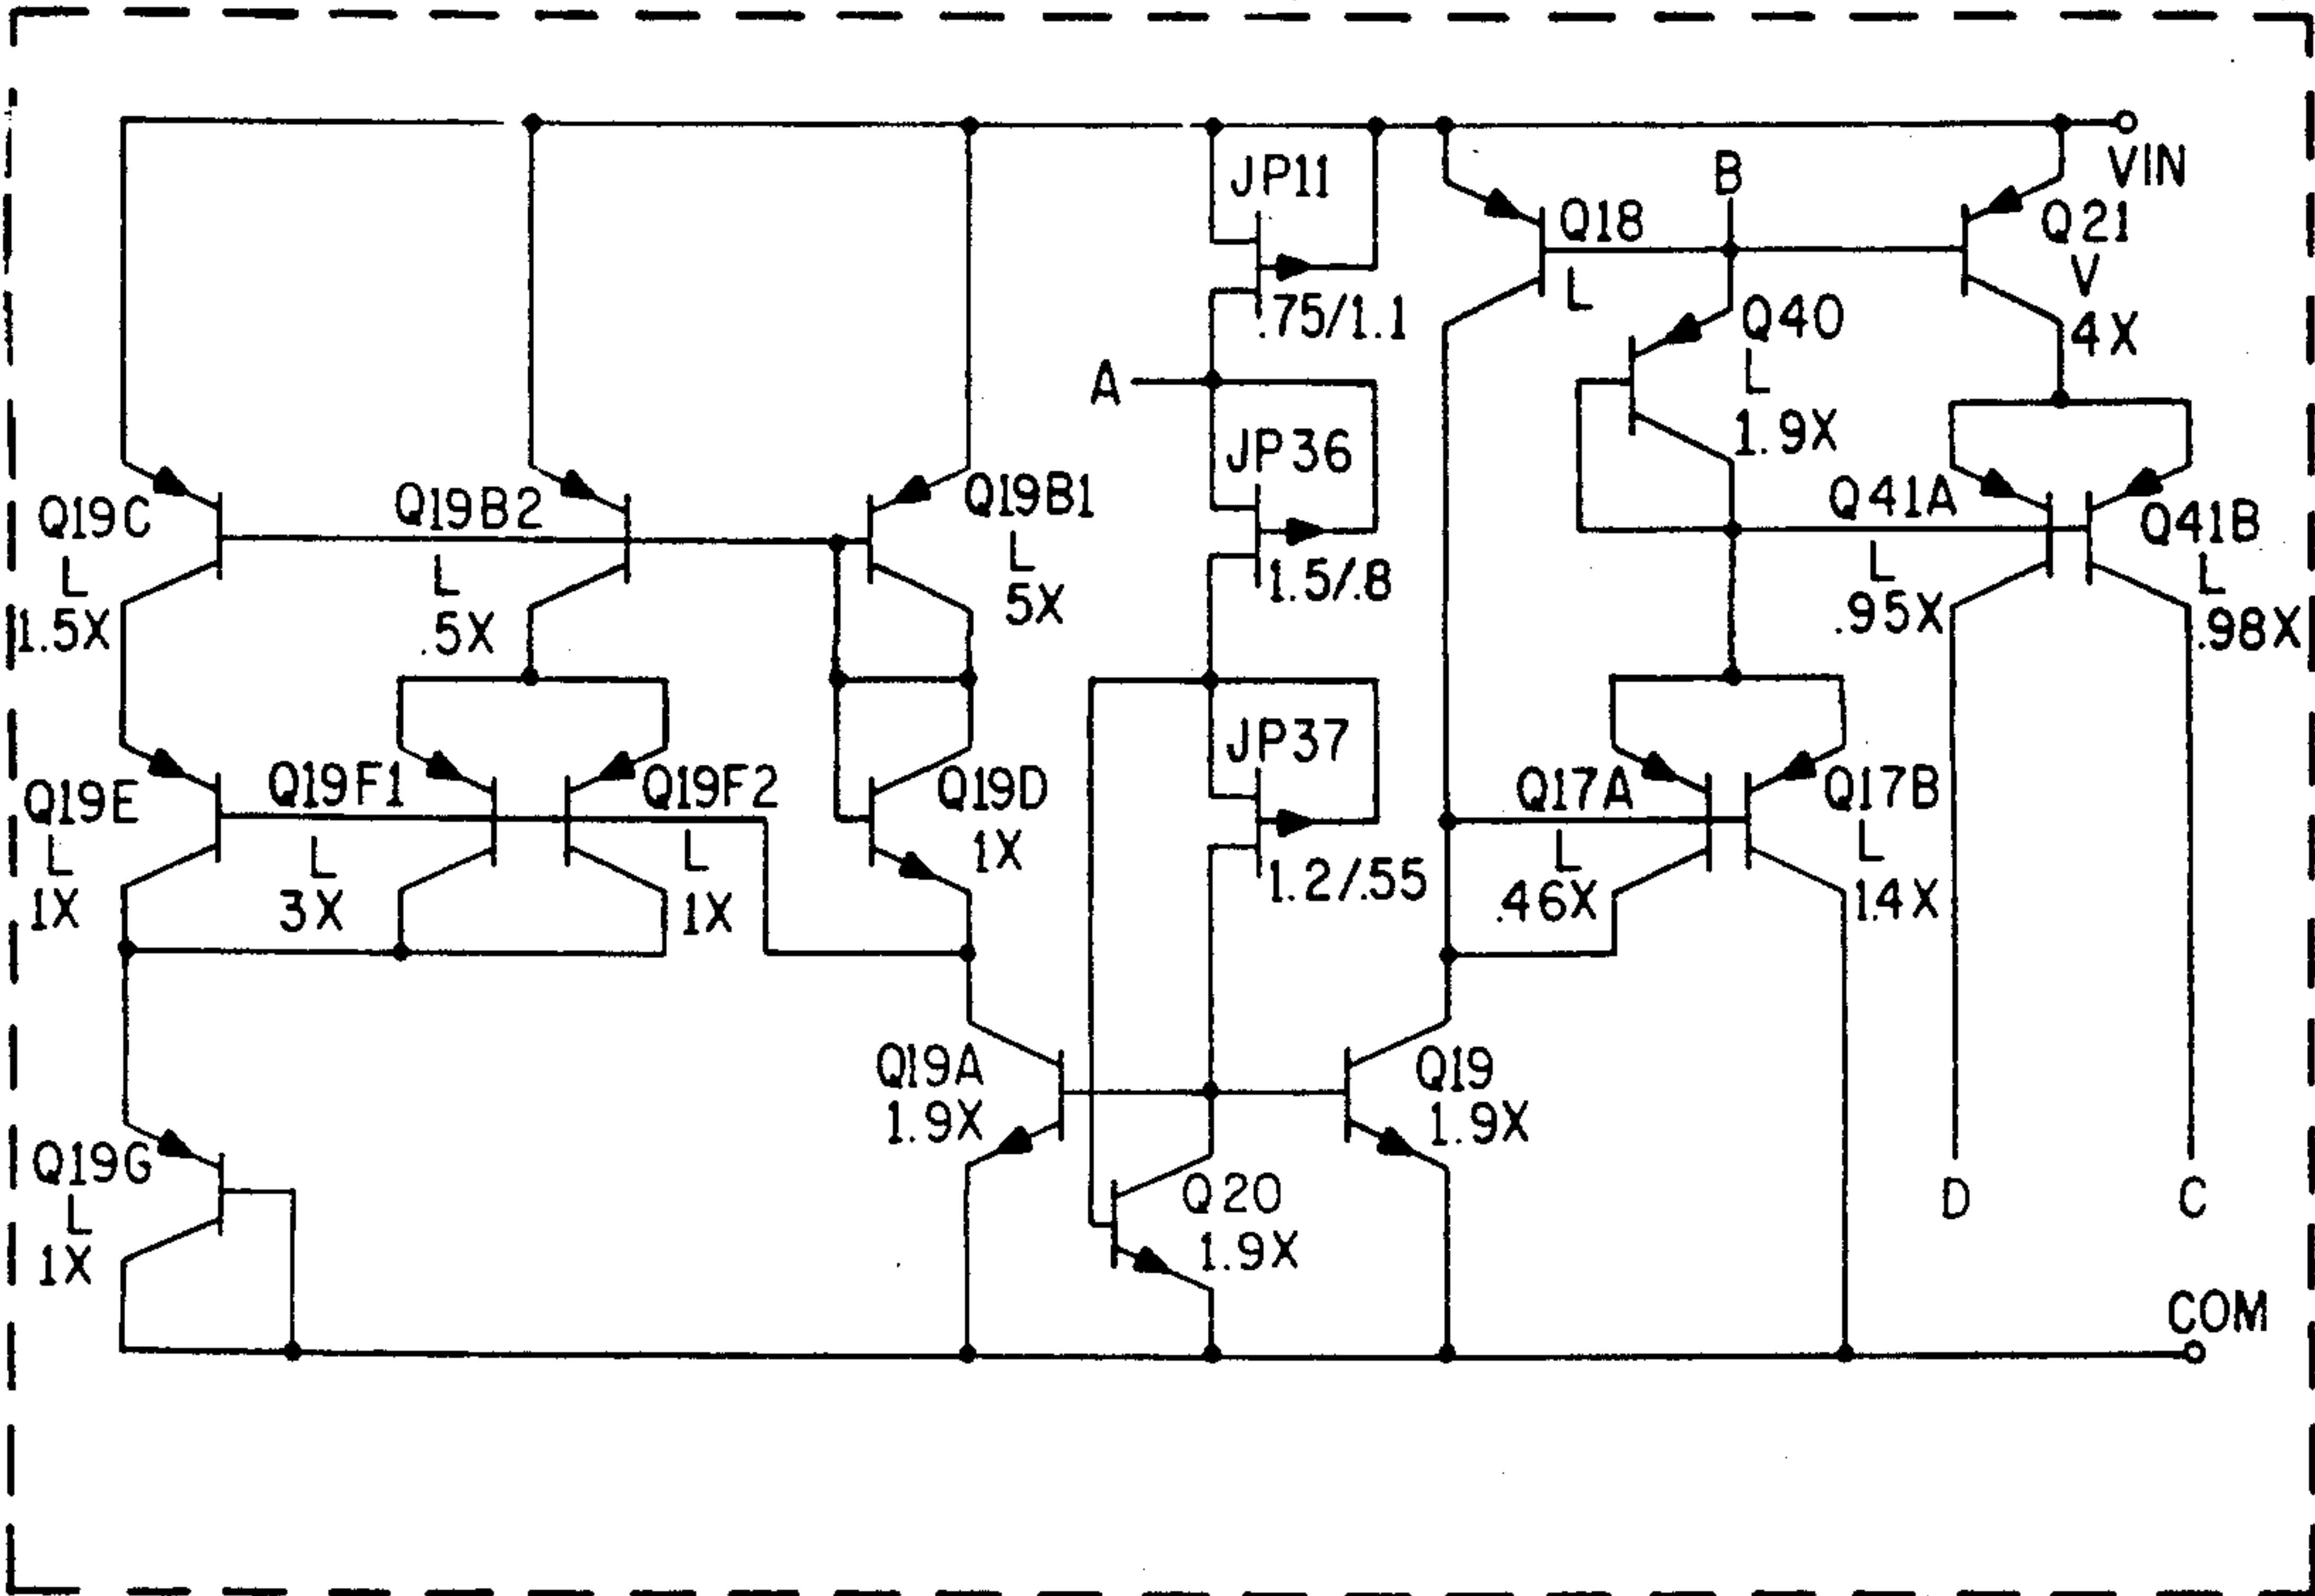 JP11
.75/1.1
VIN
B
Q18
L
Q21
V
4X
Q40
L
1.9X
A
JP36
1.5/.8
Q19C
L
1.5X
Q19B2
L
.5X
Q19B1
L
5X
Q41A
L
.95X
Q41B
L
.98X
JP37
1.2/.55
Q19E
L
1X
Q19F1
L
3X
Q19F2
L
1X
Q19D
1X
Q17A
L
.46X
Q17B
L
1.4X
Q19A
1.9X
Q19
1.9X
Q19G
L
1X
Q20
1.9X
D
C
COM